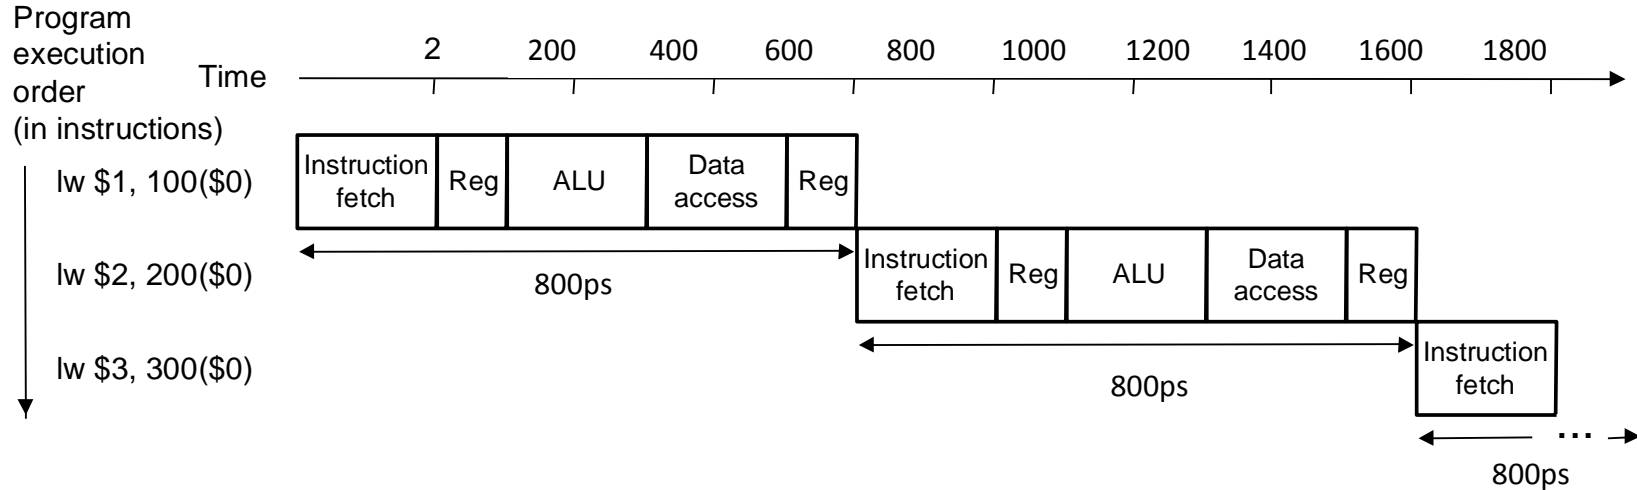 Program
execution
order
(in instructions)
Time
2 200 400 600 800 1000 1200 1400 1600 1800
lw $1, 100($0)
Instruction
fetch
Reg
ALU
Data
access
Reg
800ps
lw $2, 200($0)
Instruction
fetch
Reg
ALU
Data
access
Reg
800ps
lw $3, 300($0)
Instruction
fetch
...
800ps